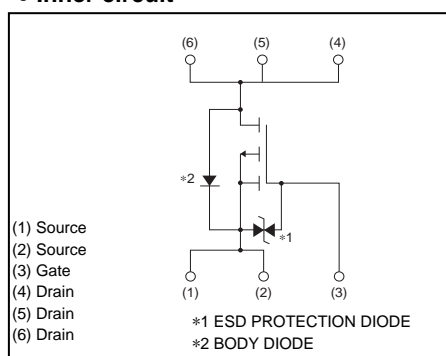 • Inner circuit
(6) (5) (4)
∗2
∗1
(1) Source
(2) Source
(3) Gate
(4) Drain
(5) Drain
(6) Drain
(1) (2) (3)
∗1 ESD PROTECTION DIODE
∗2 BODY DIODE